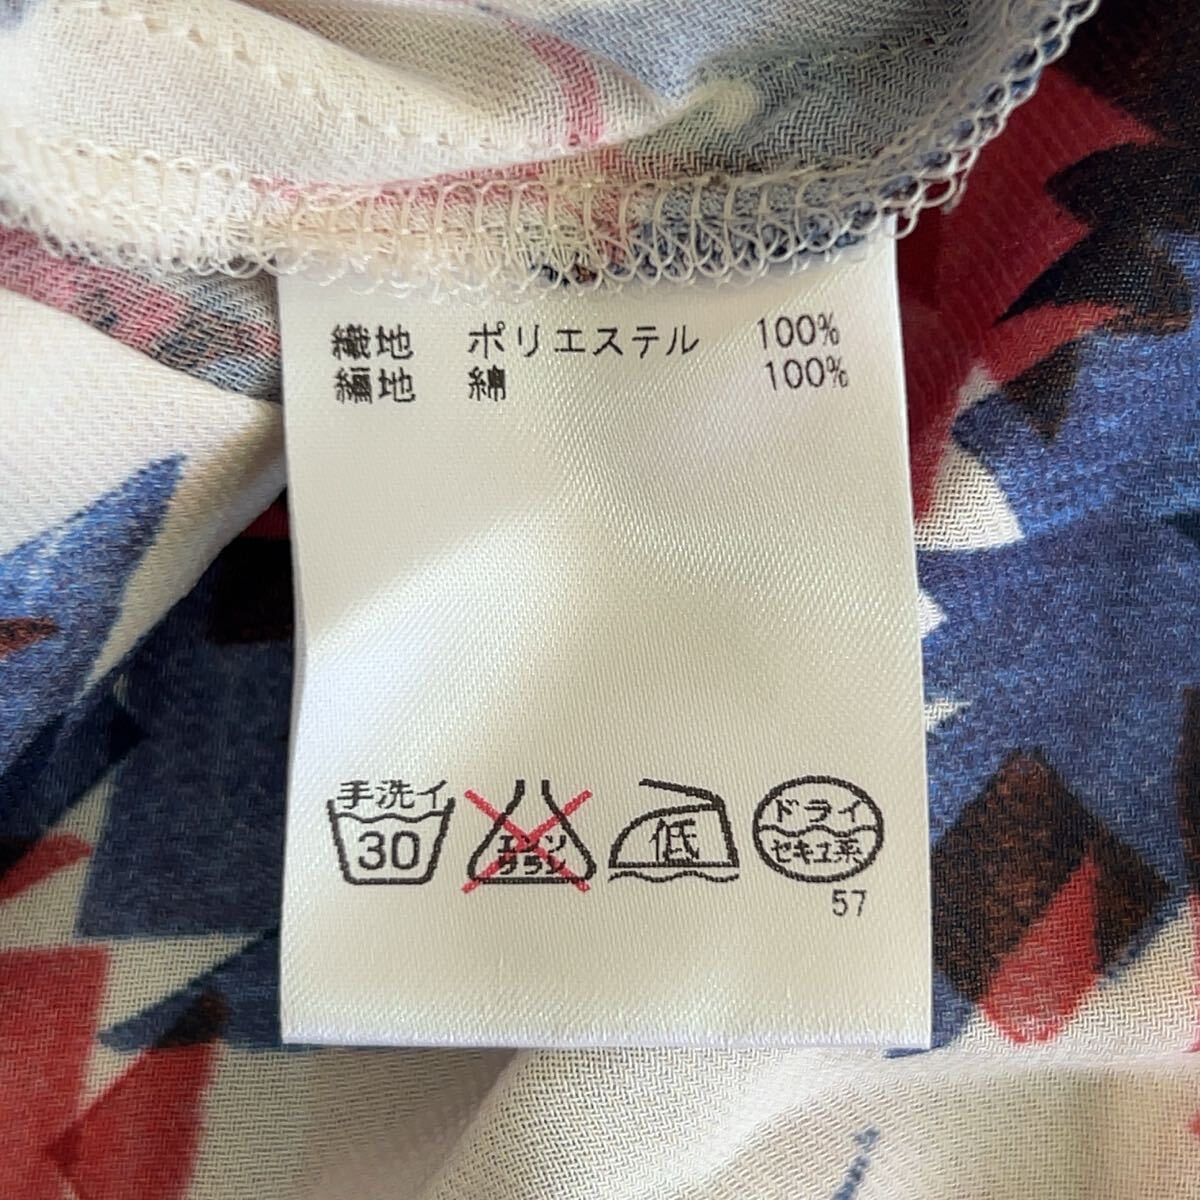 織地 ポリエステル 100%
編地 綿 100%
手洗イ
30
エンソ
サラシ
低
ドライ
セキユ系
57